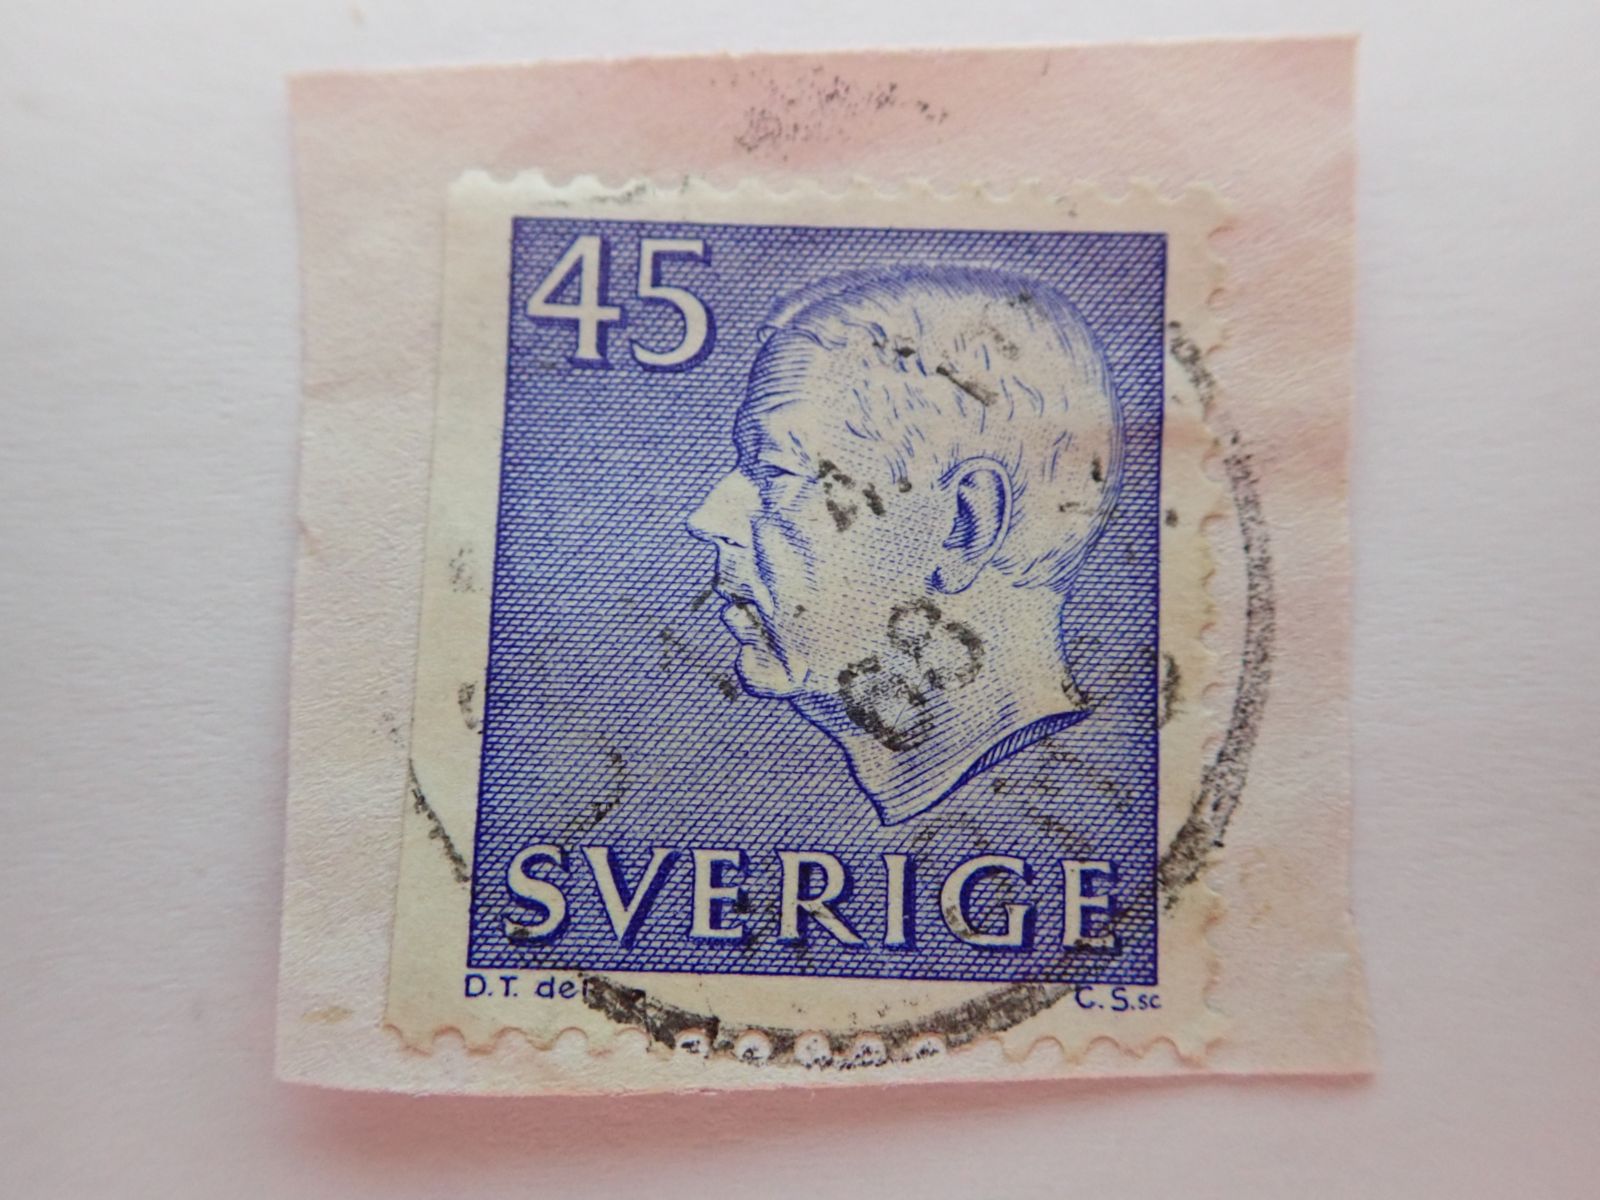 45
SVERIGE
D.T. del
C. S.sc